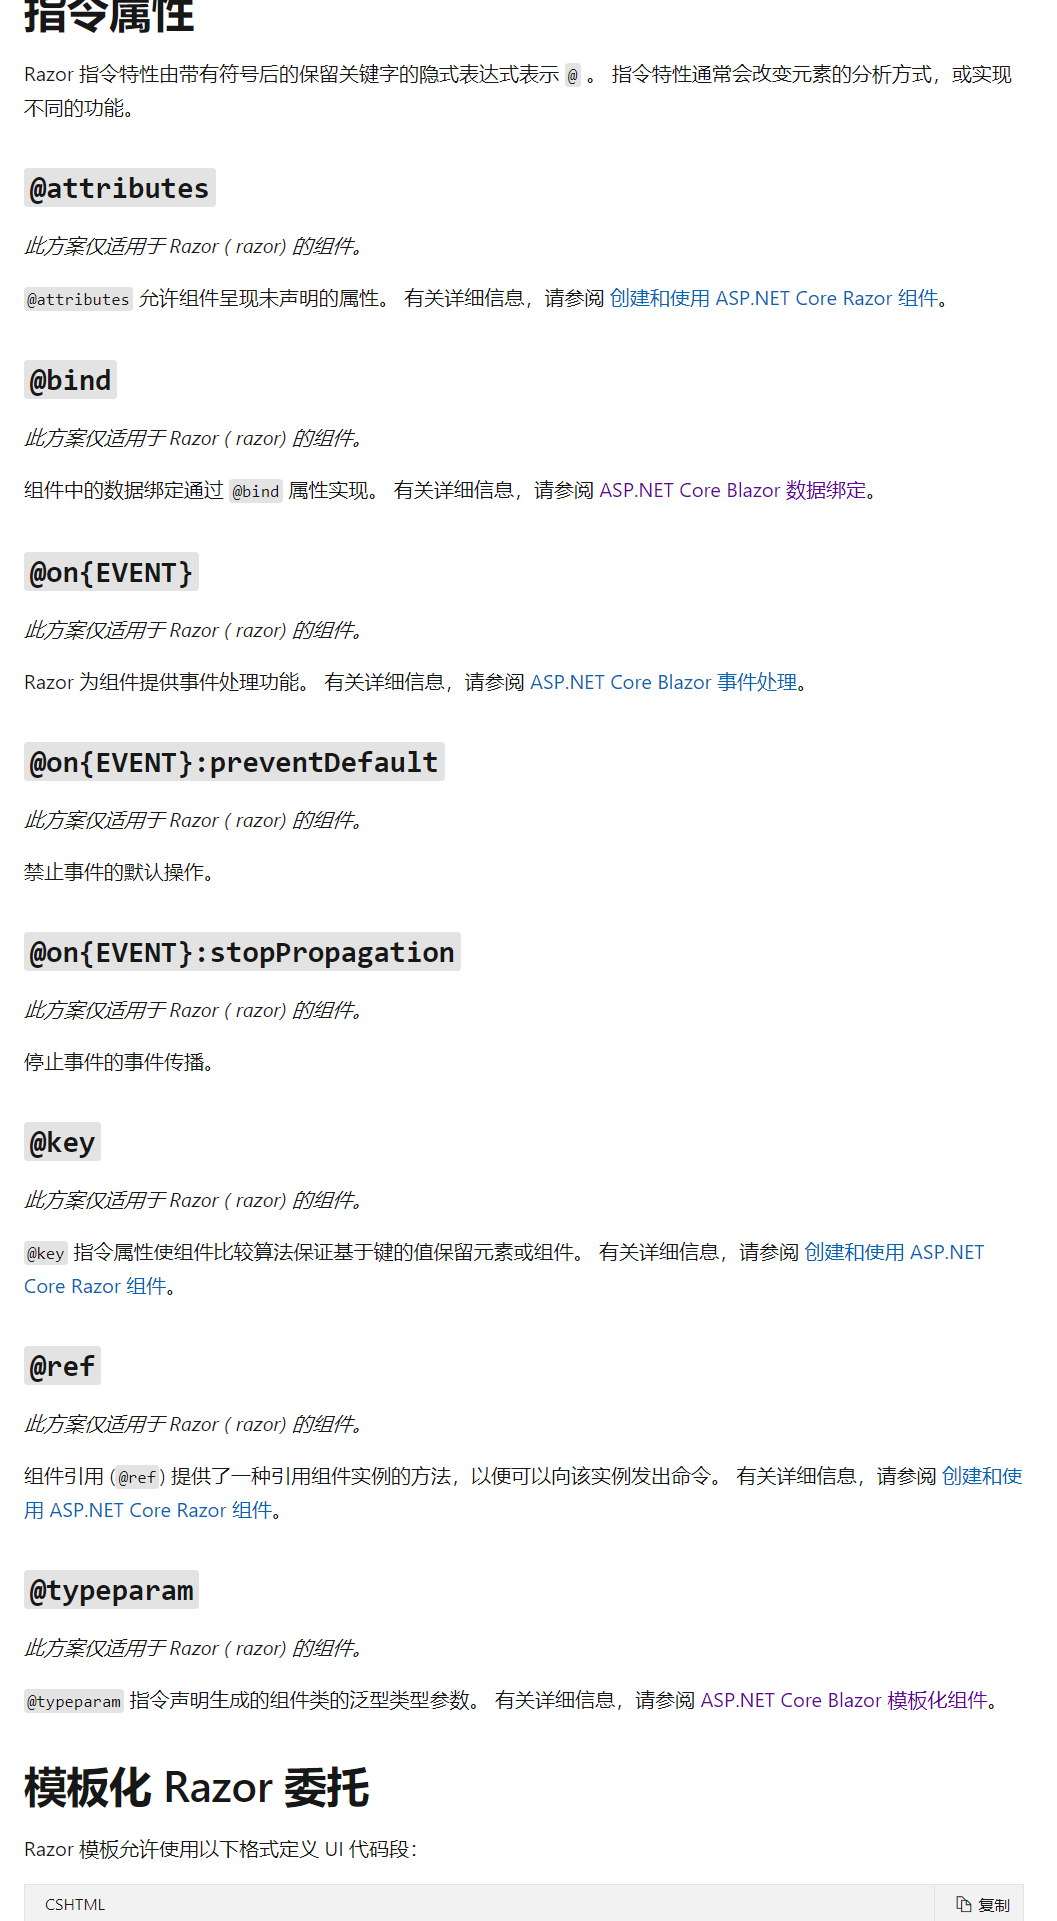 指令属性
Razor 指令特性由带有符号后的保留关键字的隐式表达式表示 @ 。 指令特性通常会改变元素的分析方式，或实现
不同的功能。
@attributes
此方案仅适用于 Razor ( razor) 的组件。
@attributes 允许组件呈现未声明的属性。 有关详细信息，请参阅 创建和使用 ASP.NET Core Razor 组件。
@bind
此方案仅适用于 Razor ( razor) 的组件。
组件中的数据绑定通过 @bind 属性实现。 有关详细信息，请参阅 ASP.NET Core Blazor 数据绑定。
@on{EVENT}
此方案仅适用于 Razor ( razor) 的组件。
Razor 为组件提供事件处理功能。 有关详细信息，请参阅 ASP.NET Core Blazor 事件处理。
@on{EVENT}:preventDefault
此方案仅适用于 Razor ( razor) 的组件。
禁止事件的默认操作。
@on{EVENT}:stopPropagation
此方案仅适用于 Razor ( razor) 的组件。
停止事件的事件传播。
@key
此方案仅适用于 Razor ( razor) 的组件。
@key 指令属性使组件比较算法保证基于键的值保留元素或组件。 有关详细信息，请参阅 创建和使用 ASP.NET
Core Razor 组件。
@ref
此方案仅适用于 Razor ( razor) 的组件。
组件引用 (@ref) 提供了一种引用组件实例的方法，以便可以向该实例发出命令。 有关详细信息，请参阅 创建和使
用 ASP.NET Core Razor 组件。
@typeparam
此方案仅适用于 Razor ( razor) 的组件。
@typeparam 指令声明生成的组件类的泛型类型参数。 有关详细信息，请参阅 ASP.NET Core Blazor 模板化组件。
模板化 Razor 委托
Razor 模板允许使用以下格式定义 UI 代码段：
CSHTML 复制